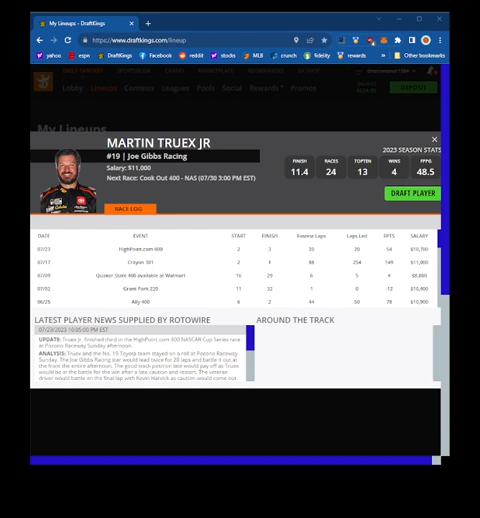 My Lineups - DraftKings
https://www.draftkings.com/lineup
yahoo espn DraftKings Facebook reddit stocks MLB crunch fidelity rewards » Other bookmarks
Lobby Lineups Contests Leagues Pools Social Rewards Promos
DEPOSIT
My Lineups
MARTIN TRUEX JR
#19 | Joe Gibbs Racing
Salary: $11,000
Next Race: Cook Out 400 - NAS (07/30 3:00 PM EST)
2023 SEASON STATS
FINISH RACES TOPTEN WINS FPPG
11.4 24 13 4 48.5
DRAFT PLAYER
RACE LOG
DATE EVENT START FINISH Fastest Laps Laps Led FPTS SALARY
07/23 HighPoint.com 400 2 3 20 20 54 $10,700
07/17 Crayon 301 2 1 88 254 149 $11,000
07/09 Quaker State 400 available at Walmart 16 29 6 5 4 $8,800
07/02 Grant Park 220 11 32 1 0 -12 $10,400
06/25 Ally 400 6 2 44 50 78 $10,900
LATEST PLAYER NEWS SUPPLIED BY ROTOWIRE
07/23/2023 10:05:00 PM EST
UPDATE: Truex Jr. finished third in the HighPoint.com 400 NASCAR Cup Series race
at Pocono Raceway Sunday afternoon.
ANALYSIS: Truex and the No. 19 Toyota team stayed on a roll at Pocono Raceway
Sunday. The Joe Gibbs Racing star would lead twice for 20 laps and battled it out at
the front the entire afternoon. The good track position late would pay off as Truex
would be at the battle for the win after a late caution and restart. The veteran
driver would battle on the final lap with Kevin Harvick as caution would come out
AROUND THE TRACK